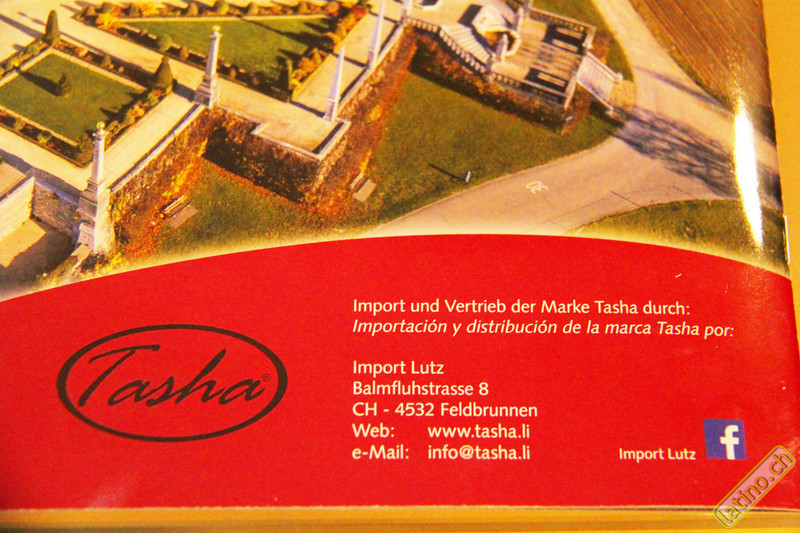 30
Import und Vertrieb der Marke Tasha durch:
Importación y distribución de la marca Tasha por:
Tasha®
Import Lutz
Balmfluhstrasse 8
CH - 4532 Feldbrunnen
Web: www.tasha.li
e-Mail: info@tasha.li
Import Lutz f
latino.ch